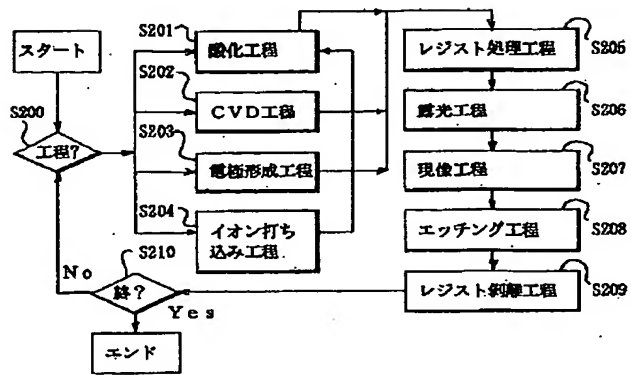 スタート
S200
工程?
S201
酸化工程
S202
CVD工程
S203
電極形成工程
S204
イオン打ち
込み工程
レジスト処理工程
S205
露光工程
S206
現像工程
S207
エッチング工程
S208
レジスト剥離工程
S209
S210
終?
No
Yes
エンド